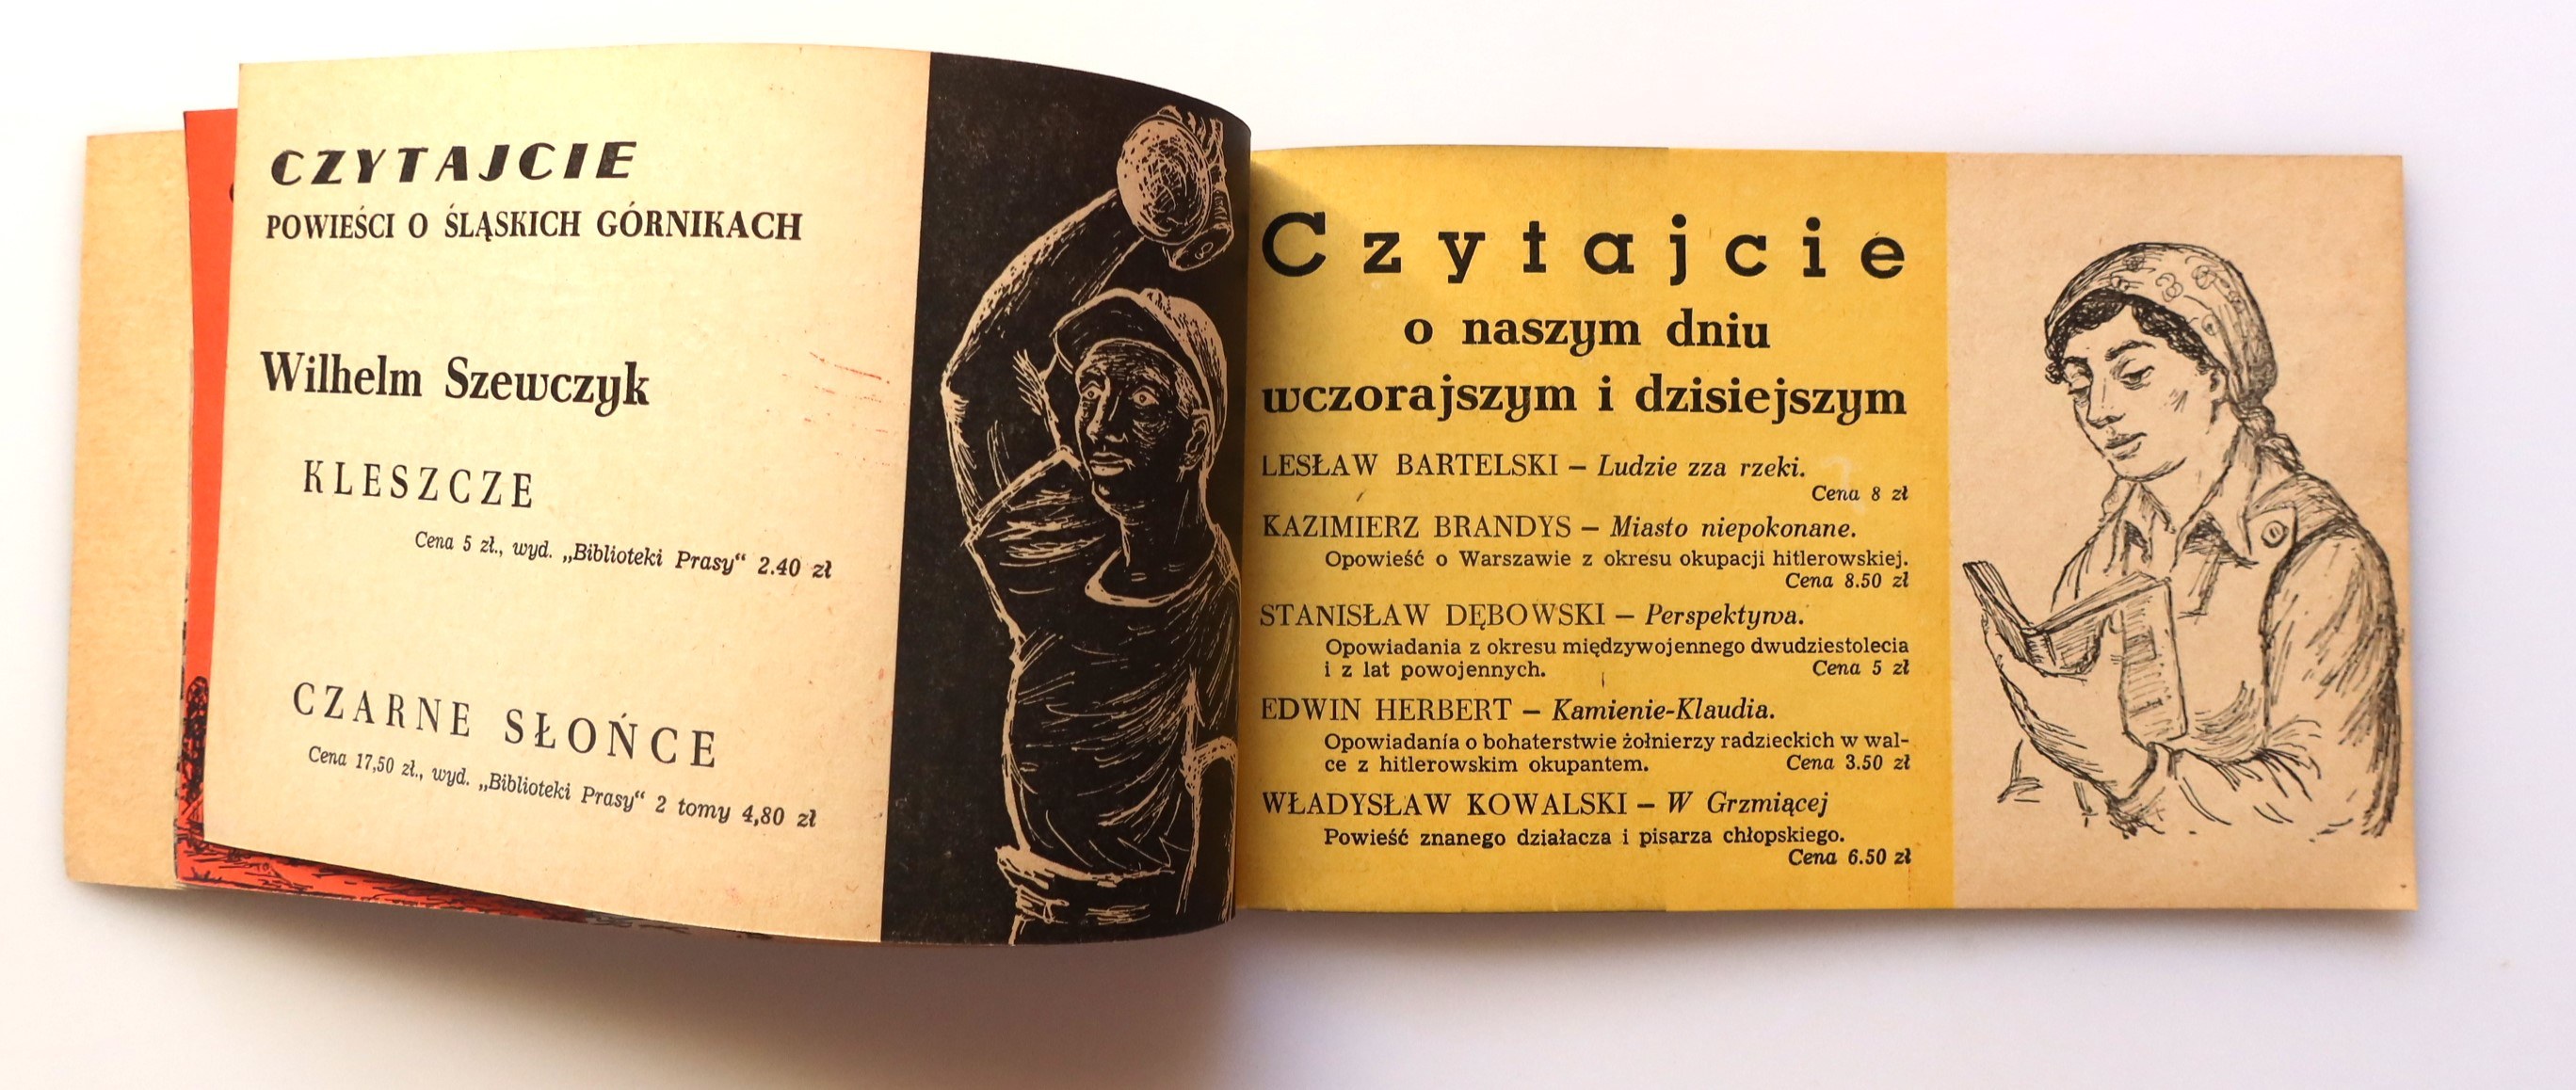 CZYTAJCIE
POWIEŚCI O ŚLĄSKICH GÓRNIKACH
Wilhelm Szewczyk
KLESZCZE
Cena 5 zł., wyd. „Biblioteki Prasy“ 2.40 zł
CZARNE SŁOŃCE
Cena 17,50 zł., wyd. „Biblioteki Prasy“ 2 tomy 4,80 zł
Czytajcie
o naszym dniu
wczorajszym i dzisiejszym
LESŁAW BARTELSKI – Ludzie zza rzeki.
Cena 8 zł
KAZIMIERZ BRANDYS – Miasto niepokonane.
Opowieść o Warszawie z okresu okupacji hitlerowskiej.
Cena 8.50 zł
STANISŁAW DĘBOWSKI – Perspektywa.
Opowiadania z okresu międzywojennego dwudziestolecia
i z lat powojennych. Cena 5 zł
EDWIN HERBERT – Kamienie-Klaudia.
Opowiadania o bohaterstwie żołnierzy radzieckich w wal-
ce z hitlerowskim okupantem. Cena 3.50 zł
WŁADYSŁAW KOWALSKI – W Grzmiącej
Powieść znanego działacza i pisarza chłopskiego.
Cena 6.50 zł